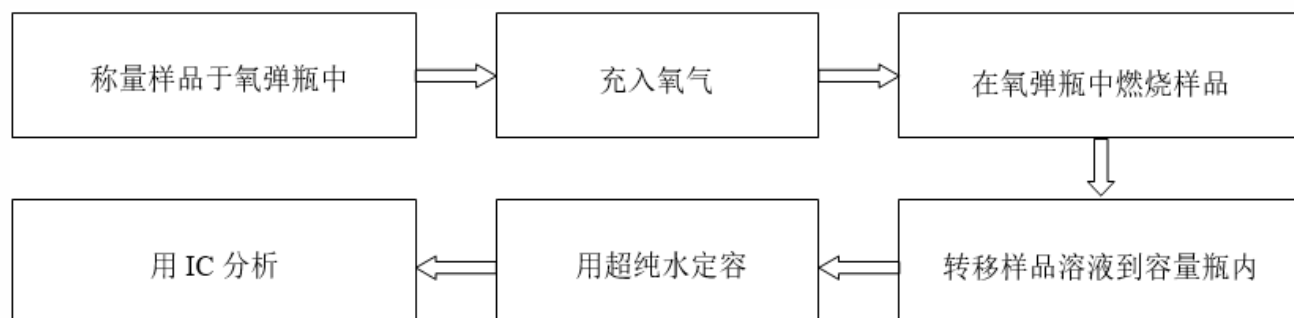 称量样品于氧弹瓶中
充入氧气
在氧弹瓶中燃烧样品
转移样品溶液到容量瓶内
用超纯水定容
用 IC 分析